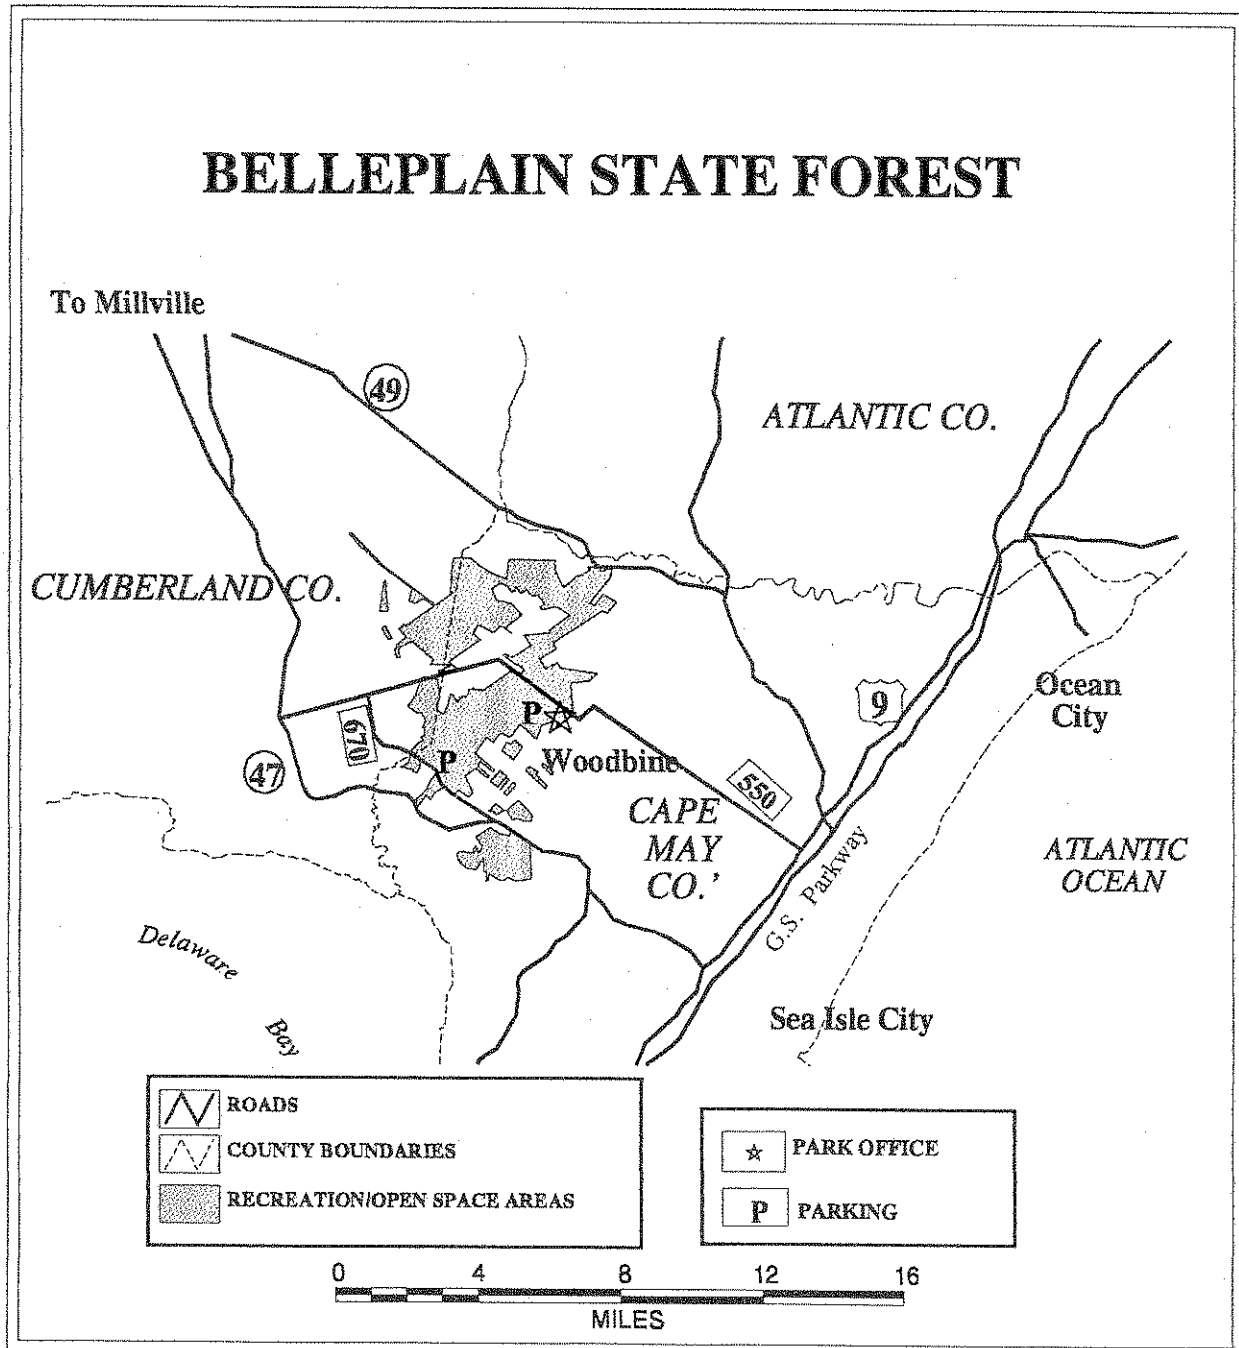 BELLEPLAIN STATE FOREST
To Millville
49
ATLANTIC CO.
CUMBERLAND CO.
Ocean
City
9
P
670
P
Woodbine
47
550
CAPE
MAY
CO.'
ATLANTIC
OCEAN
G.S. Parkway
Delaware
Bay
Sea Isle City
ROADS
COUNTY BOUNDARIES
RECREATION/OPEN SPACE AREAS
PARK OFFICE
P PARKING
0 4 8 12 16
MILES